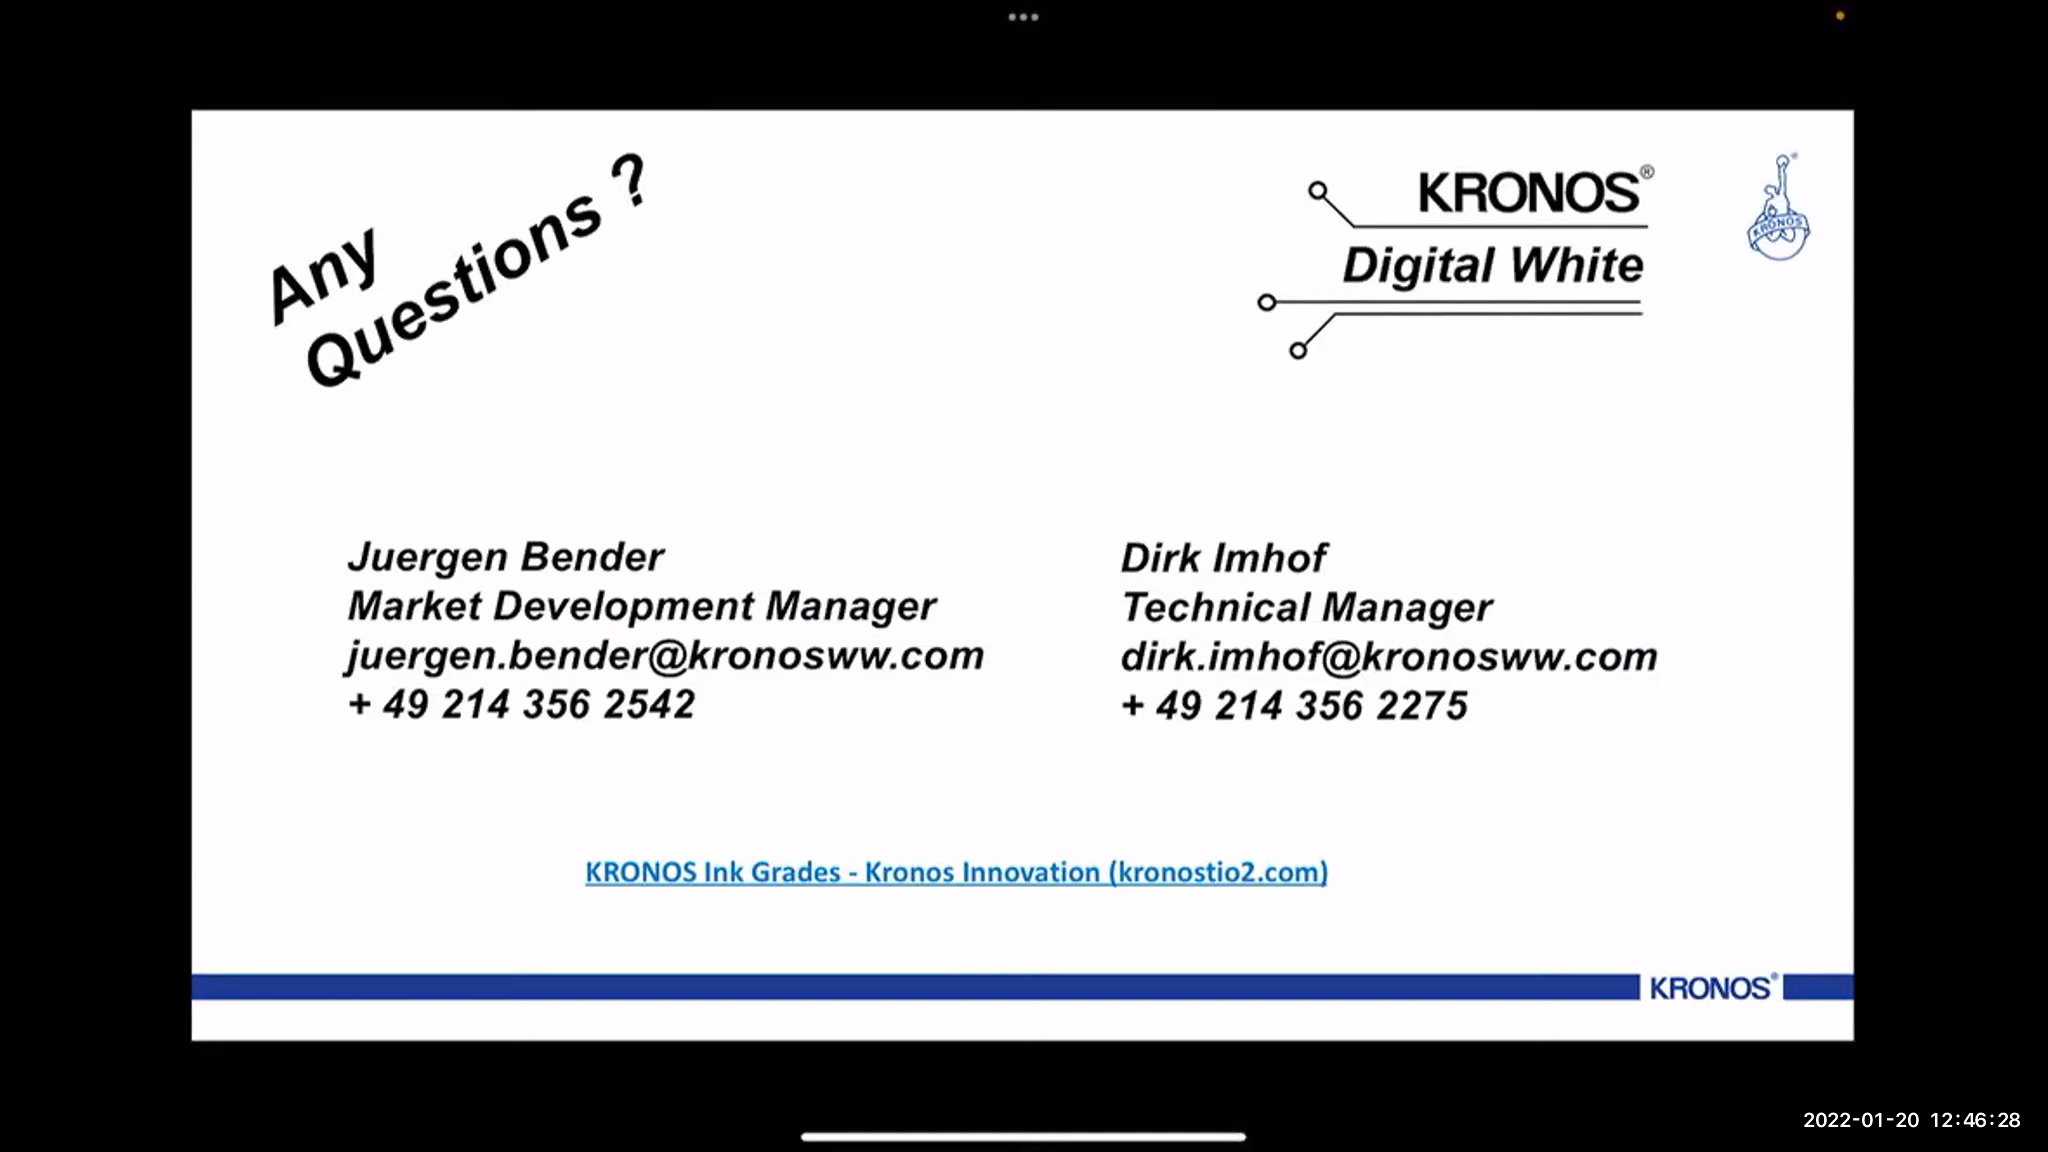 Any
Questions ?
KRONOS®
Digital White
KRONOS
Juergen Bender
Market Development Manager
juergen.bender@kronosww.com
+ 49 214 356 2542
Dirk Imhof
Technical Manager
dirk.imhof@kronosww.com
+ 49 214 356 2275
KRONOS Ink Grades - Kronos Innovation (kronostio2.com)
KRONOS®
2022-01-20 12:46:28